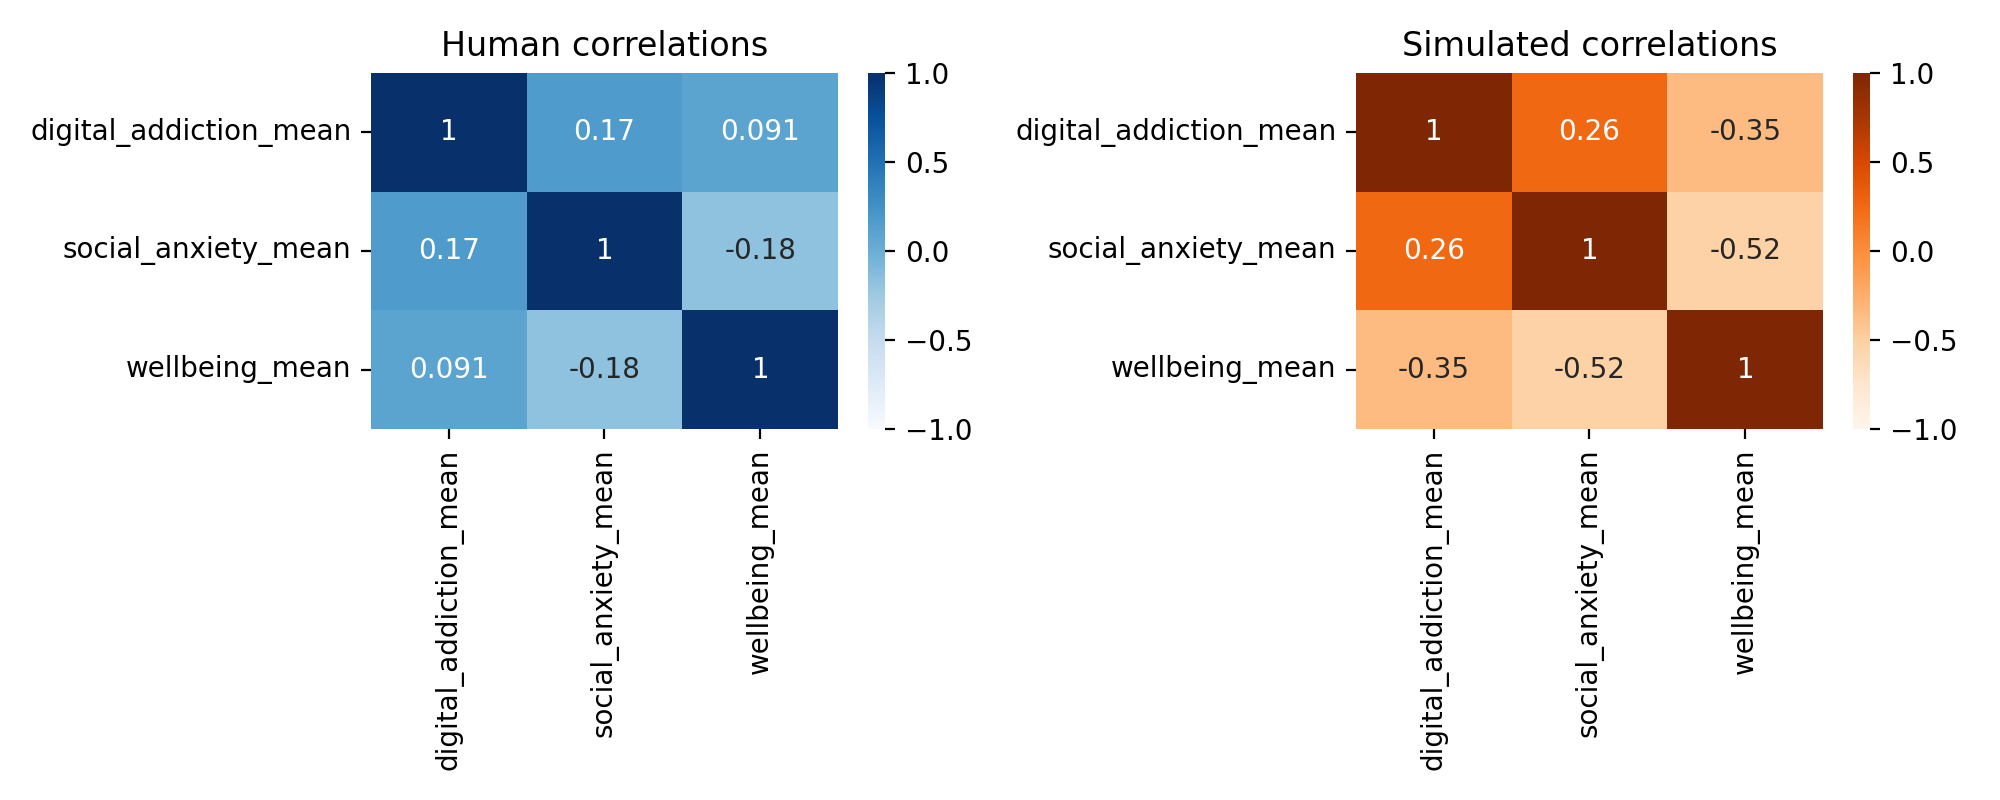 Human correlations
digital_addiction_mean
social_anxiety_mean
wellbeing_mean
1 0.17 0.091
0.17 1 -0.18
0.091 -0.18 1
1.0
0.5
0.0
−0.5
−1.0
digital_addiction_mean
social_anxiety_mean
wellbeing_mean
Simulated correlations
digital_addiction_mean
social_anxiety_mean
wellbeing_mean
1 0.26 -0.35
0.26 1 -0.52
-0.35 -0.52 1
1.0
0.5
0.0
−0.5
−1.0
digital_addiction_mean
social_anxiety_mean
wellbeing_mean